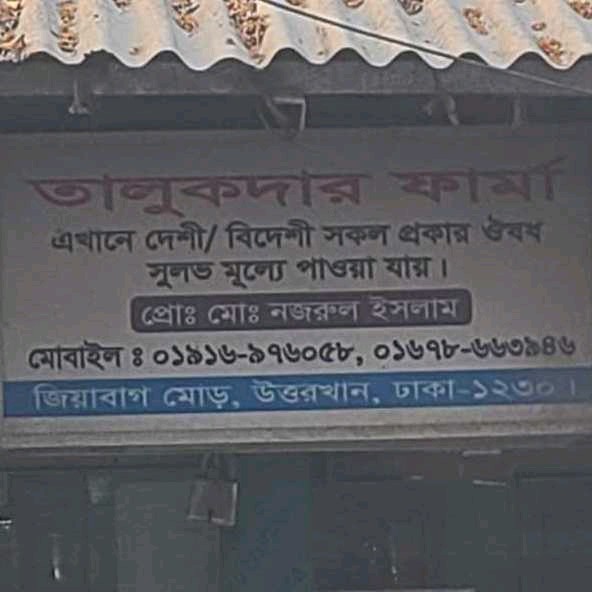 তালুকদার ফার্মা
এখানে দেশী/ বিদেশী সকল প্রকার ঔষধ
সুলভ মূল্যে পাওয়া যায়।
প্রোঃ মোঃ নজরুল ইসলাম
মোবাইল ঃ ০১৯১৬-৯৭৬০৫৮, ০১৬৭৮-৬৬৩৯৪৬
জিয়াবাগ মোড়, উত্তরখান, ঢাকা-১২৩০।